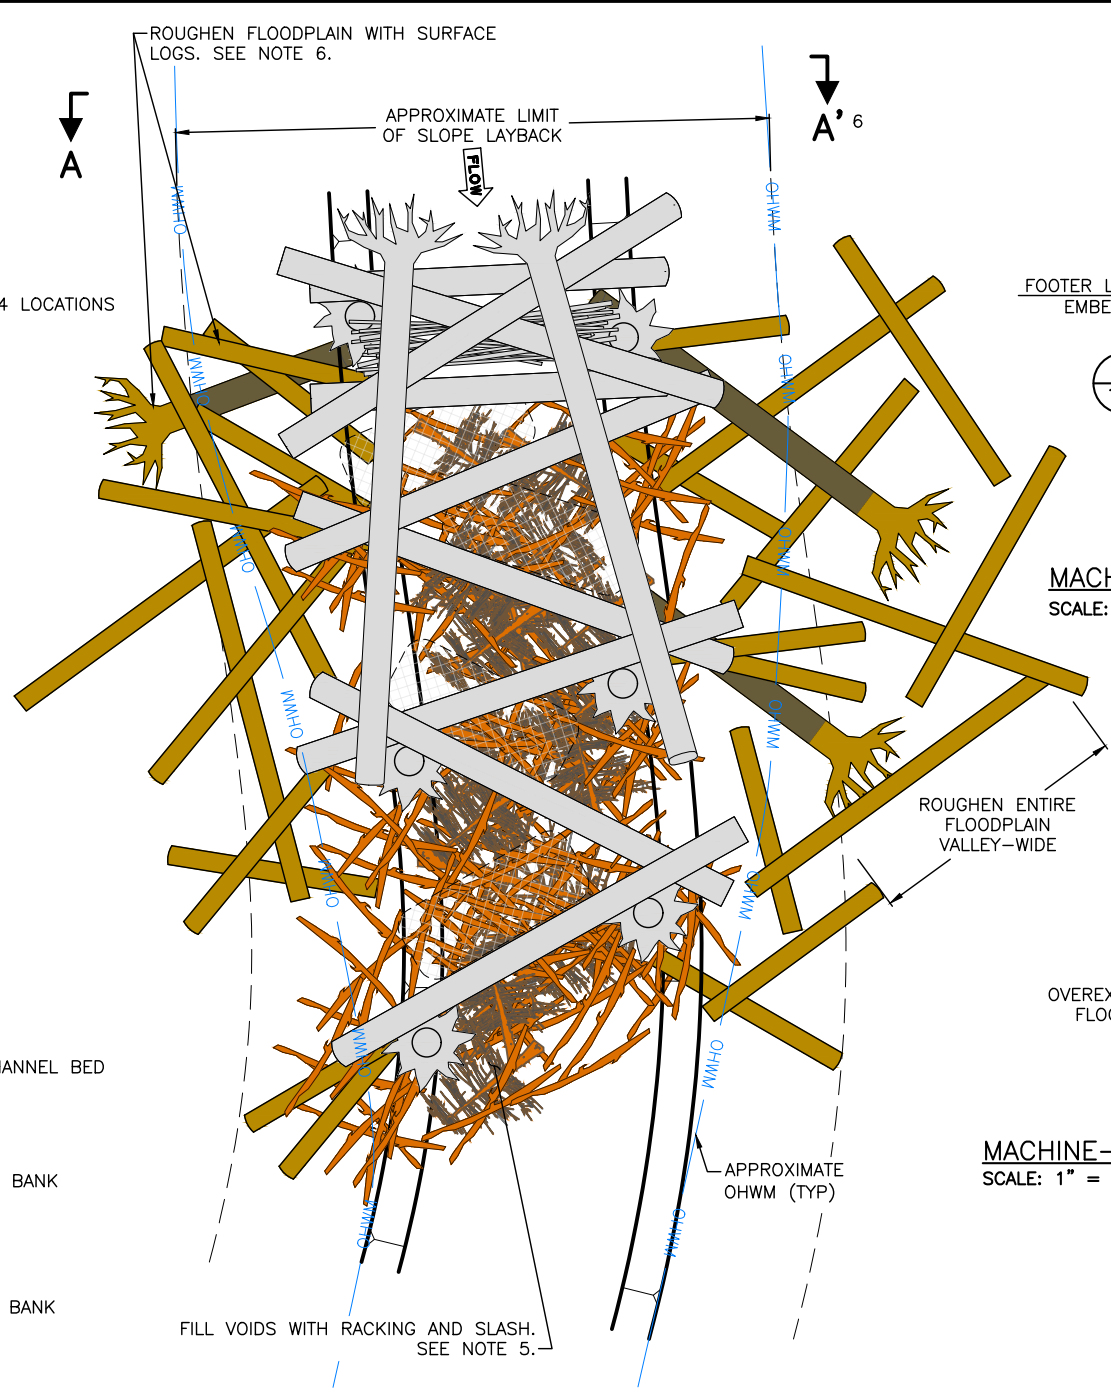 ROUGHEN FLOODPLAIN WITH SURFACE
LOGS. SEE NOTE 6.
APPROXIMATE LIMIT
OF SLOPE LAYBACK
A
A' 6
FLOW
OHWM
OHWM
OHWM
OHWM
4 LOCATIONS
FOOTER L
EMBE
OHWM
OHWM
OHWM
MACH
SCALE:
OHWM
OHWM
ROUGHEN ENTIRE
FLOODPLAIN
VALLEY-WIDE
OHWM
OHWM
OVEREX
FLOO
OHWM
OHWM
ANNEL BED
MACHINE-
SCALE: 1" =
APPROXIMATE
OHWM (TYP)
BANK
OHWM
OHWM
BANK
FILL VOIDS WITH RACKING AND SLASH.
SEE NOTE 5.